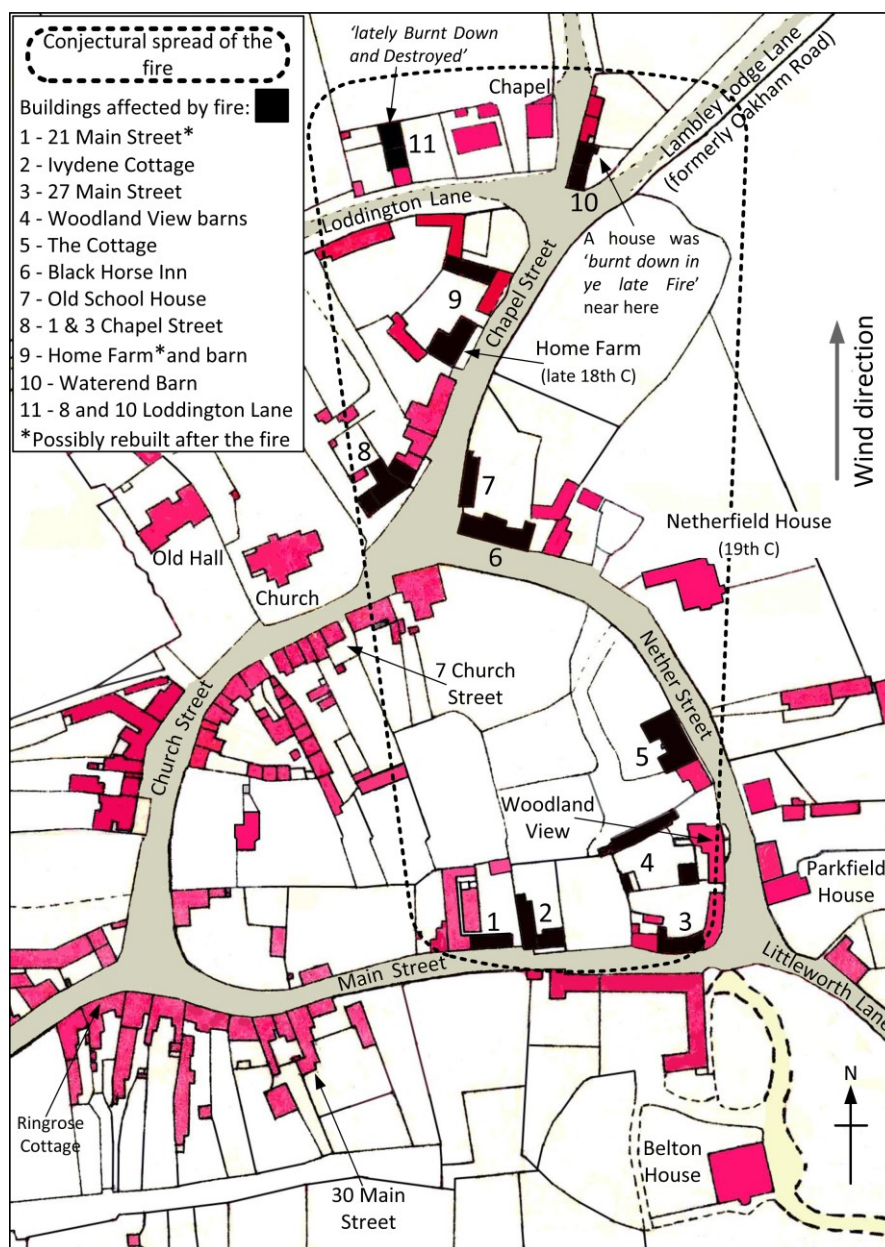 Conjectural spread of the
fire
Buildings affected by fire:
1 - 21 Main Street*
2 - Ivydene Cottage
3 - 27 Main Street
4 - Woodland View barns
5 - The Cottage
6 - Black Horse Inn
7 - Old School House
8 - 1 & 3 Chapel Street
9 - Home Farm*and barn
10 - Waterend Barn
11 - 8 and 10 Loddington Lane
*Possibly rebuilt after the fire
‘lately Burnt Down
and Destroyed’
Chapel
Lambley Lodge Lane
(formerly Oakham Road)
11
Loddington Lane
10
A house was
‘burnt down in
ye late Fire’
near here
Chapel Street
9
Home Farm
(late 18th C)
Wind direction
8
7
6
Old Hall
Church
Netherfield House
(19th C)
7 Church
Street
Church Street
Nether Street
5
Woodland
View
4
Parkfield
House
1
2
3
Main Street
Littleworth Lane
Ringrose
Cottage
30 Main
Street
Belton
House
N